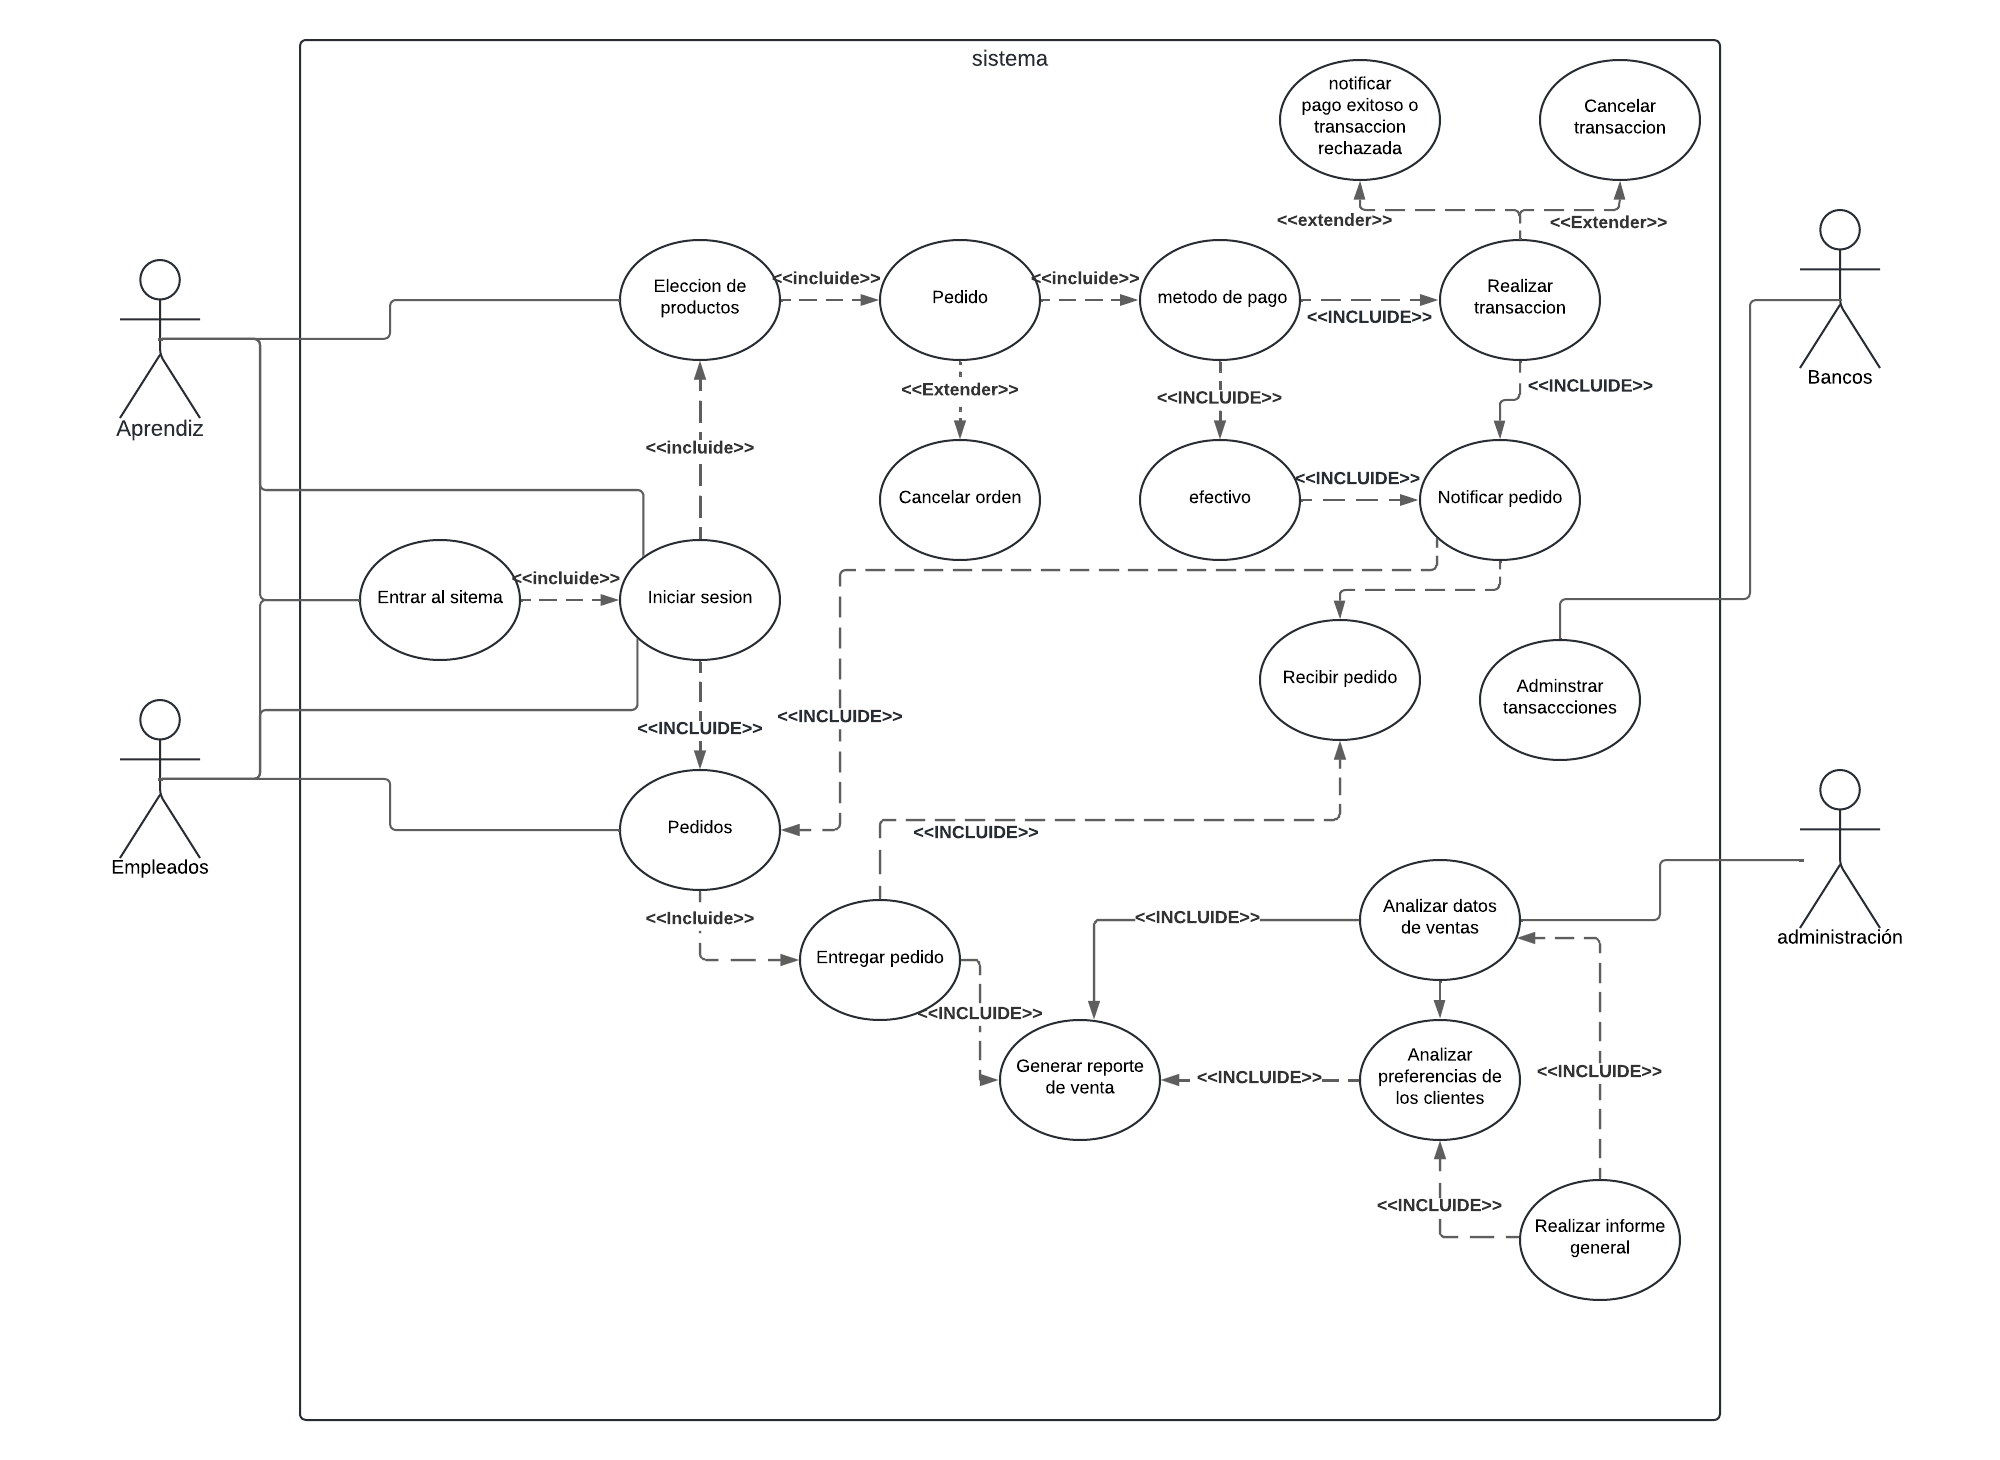 sistema
notificar
pago exitoso o
transaccion
rechazada
Cancelar
transaccion
<<extender>>
<<Extender>>
Eleccion de
productos
<<incluide>>
Pedido
<<incluide>>
metodo de pago
<<INCLUIDE>>
Realizar
transaccion
Bancos
Aprendiz
<<Extender>>
<<INCLUIDE>>
<<INCLUIDE>>
<<incluide>>
Cancelar orden
efectivo
<<INCLUIDE>>
Notificar pedido
Entrar al sitema
<<incluide>>
Iniciar sesion
Recibir pedido
Adminstrar
tansaccciones
<<INCLUIDE>>
<<INCLUIDE>>
Pedidos
Empleados
<<INCLUIDE>>
<<Incluide>>
Entregar pedido
<<INCLUIDE>>
<<INCLUIDE>>
Analizar datos
de ventas
administración
Generar reporte
de venta
<<INCLUIDE>>
Analizar
preferencias de
los clientes
<<INCLUIDE>>
<<INCLUIDE>>
Realizar informe
general